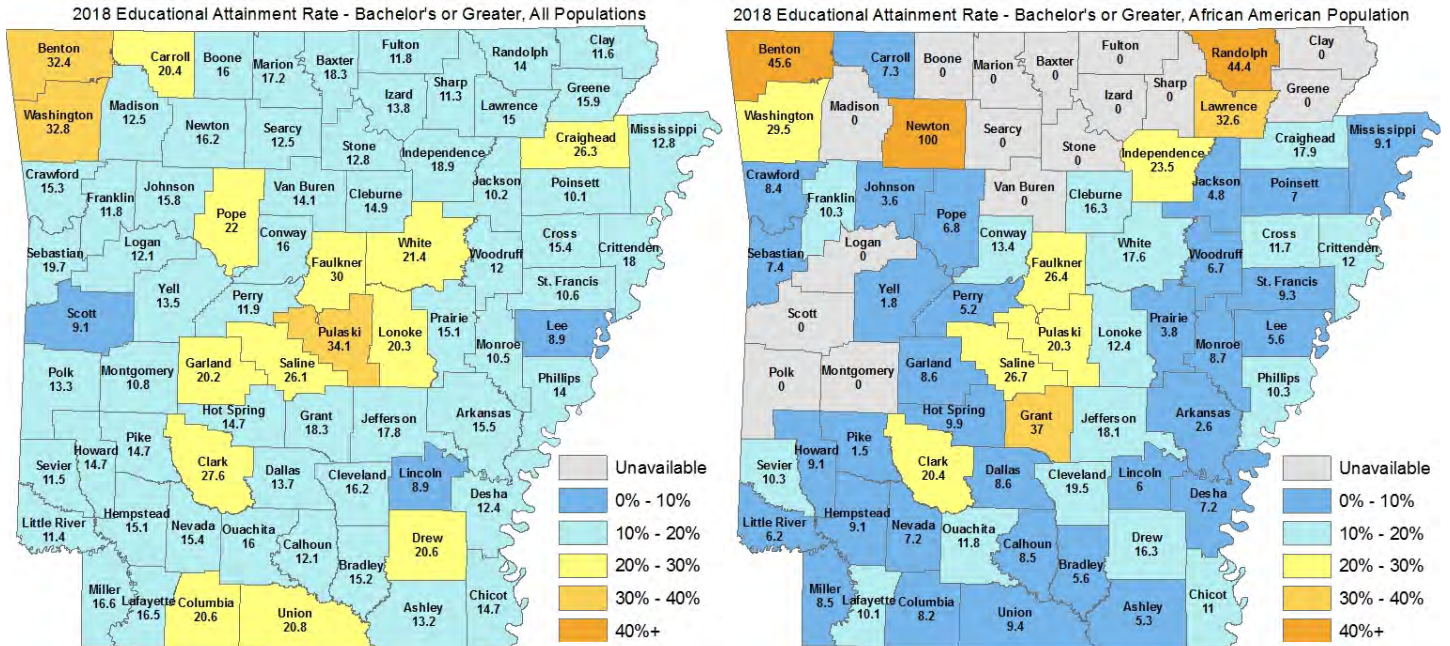 2018 Educational Attainment Rate - Bachelor's or Greater, All Populations
Benton
32.4
Carroll
20.4
Boone
16
Marion
17.2
Baxter
18.3
Fulton
11.8
Randolph
14
Clay
11.6
Washington
32.8
Madison
12.5
Newton
16.2
Searcy
12.5
Stone
12.8
Izard
13.8
Sharp
11.3
Lawrence
15
Greene
15.9
Independence
18.9
Craighead
26.3
Mississippi
12.8
Crawford
15.3
Franklin
11.8
Johnson
15.8
Pope
22
Van Buren
14.1
Cleburne
14.9
Jackson
10.2
Poinsett
10.1
Sebastian
19.7
Logan
12.1
Conway
16
Faulkner
30
White
21.4
Woodruff
12
Cross
15.4
Crittenden
18
St. Francis
10.6
Scott
9.1
Yell
13.5
Perry
11.9
Pulaski
34.1
Lonoke
20.3
Prairie
15.1
Monroe
10.5
Lee
8.9
Polk
13.3
Montgomery
10.8
Garland
20.2
Saline
26.1
Phillips
14
Hot Spring
14.7
Grant
18.3
Jefferson
17.8
Arkansas
15.5
Sevier
11.5
Howard
14.7
Pike
14.7
Clark
27.6
Dallas
13.7
Cleveland
16.2
Lincoln
8.9
Desha
12.4
Little River
11.4
Hempstead
15.1
Nevada
15.4
Ouachita
16
Calhoun
12.1
Bradley
15.2
Drew
20.6
Miller
16.6
Lafayette
16.5
Columbia
20.6
Union
20.8
Ashley
13.2
Chicot
14.7
Unavailable
0% - 10%
10% - 20%
20% - 30%
30% - 40%
40%+
2018 Educational Attainment Rate - Bachelor's or Greater, African American Population
Benton
45.6
Carroll
7.3
Boone
0
Marion
0
Baxter
0
Fulton
0
Randolph
44.4
Clay
0
Washington
29.5
Madison
0
Newton
100
Searcy
0
Stone
0
Izard
0
Sharp
0
Lawrence
32.6
Greene
0
Independence
23.5
Craighead
17.9
Mississippi
9.1
Crawford
8.4
Franklin
10.3
Johnson
3.6
Pope
6.8
Van Buren
0
Cleburne
16.3
Jackson
4.8
Poinsett
7
Sebastian
7.4
Logan
0
Conway
13.4
Faulkner
26.4
White
17.6
Woodruff
6.7
Cross
11.7
Crittenden
12
St. Francis
9.3
Scott
0
Yell
1.8
Perry
5.2
Pulaski
20.3
Lonoke
12.4
Prairie
3.8
Monroe
8.7
Lee
5.6
Polk
0
Montgomery
0
Garland
8.6
Saline
26.7
Phillips
10.3
Hot Spring
9.9
Grant
37
Jefferson
18.1
Arkansas
2.6
Sevier
10.3
Howard
9.1
Pike
1.5
Clark
20.4
Dallas
8.6
Cleveland
19.5
Lincoln
6
Desha
7.2
Little River
6.2
Hempstead
9.1
Nevada
7.2
Ouachita
11.8
Calhoun
8.5
Bradley
5.6
Drew
16.3
Miller
8.5
Lafayette
10.1
Columbia
8.2
Union
9.4
Ashley
5.3
Chicot
11
Unavailable
0% - 10%
10% - 20%
20% - 30%
30% - 40%
40%+